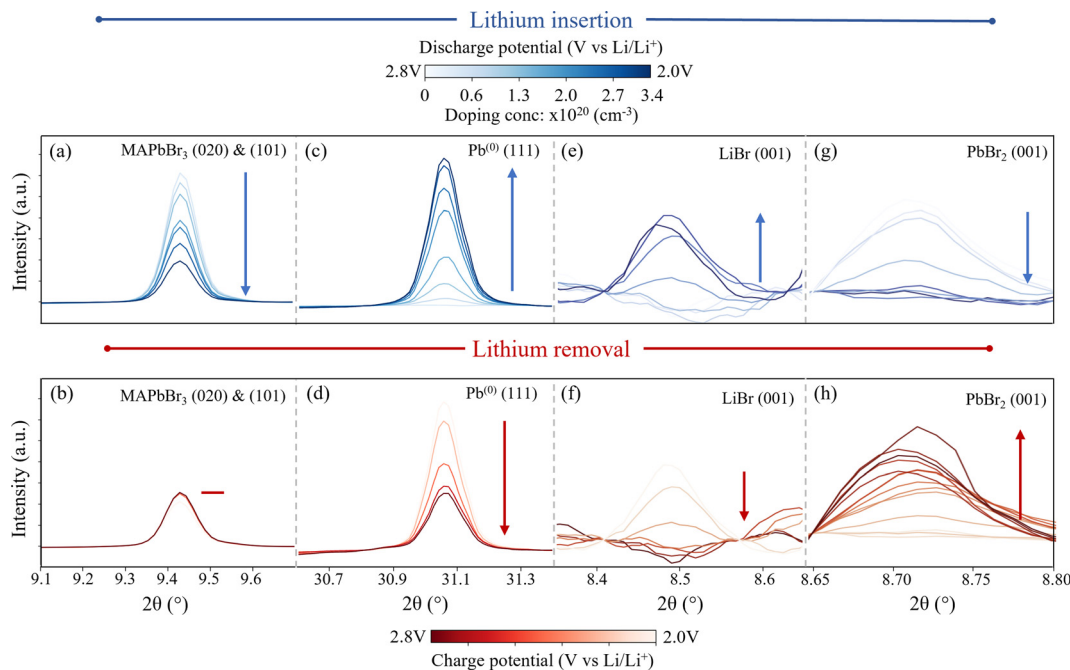 Lithium insertion
Discharge potential (V vs Li/Li⁺)
2.8V 2.0V
0 0.6 1.3 2.0 2.7 3.4
Doping conc: x10²⁰ (cm⁻³)
(a) MAPbBr₃ (020) & (101)
(c) Pb⁽⁰⁾ (111)
(e) LiBr (001)
(g) PbBr₂ (001)
Intensity (a.u.)
Lithium removal
(b) MAPbBr₃ (020) & (101)
(d) Pb⁽⁰⁾ (111)
(f) LiBr (001)
(h) PbBr₂ (001)
Intensity (a.u.)
9.1 9.2 9.3 9.4 9.5 9.6 30.7 30.9 31.1 31.3 8.4 8.5 8.6 8.65 8.70 8.75 8.80
2θ (°) 2θ (°) 2θ (°) 2θ (°)
2.8V 2.0V
Charge potential (V vs Li/Li⁺)